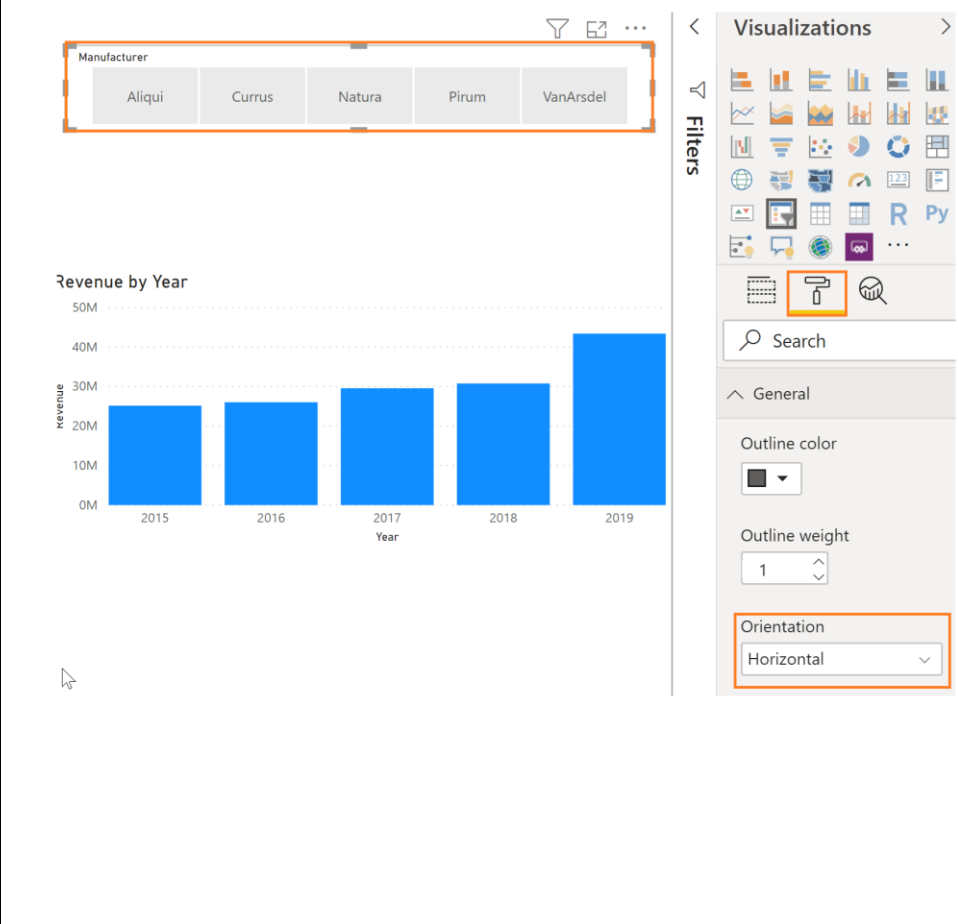 Manufacturer
Aliqui Currus Natura Pirum VanArsdel
Revenue by Year
50M
40M
30M
20M
10M
0M
Revenue
2015 2016 2017 2018 2019
Year
Filters
Visualizations
123
R Py
Search
General
Outline color
Outline weight
1
Orientation
Horizontal